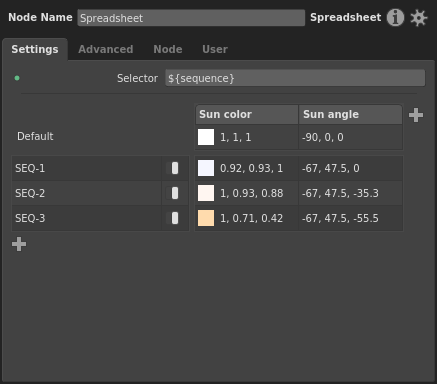 Node Name Spreadsheet Spreadsheet
Settings Advanced Node User
Selector ${sequence}
Sun color Sun angle
Default 1, 1, 1 -90, 0, 0
SEQ-1 0.92, 0.93, 1 -67, 47.5, 0
SEQ-2 1, 0.93, 0.88 -67, 47.5, -35.3
SEQ-3 1, 0.71, 0.42 -67, 47.5, -55.5